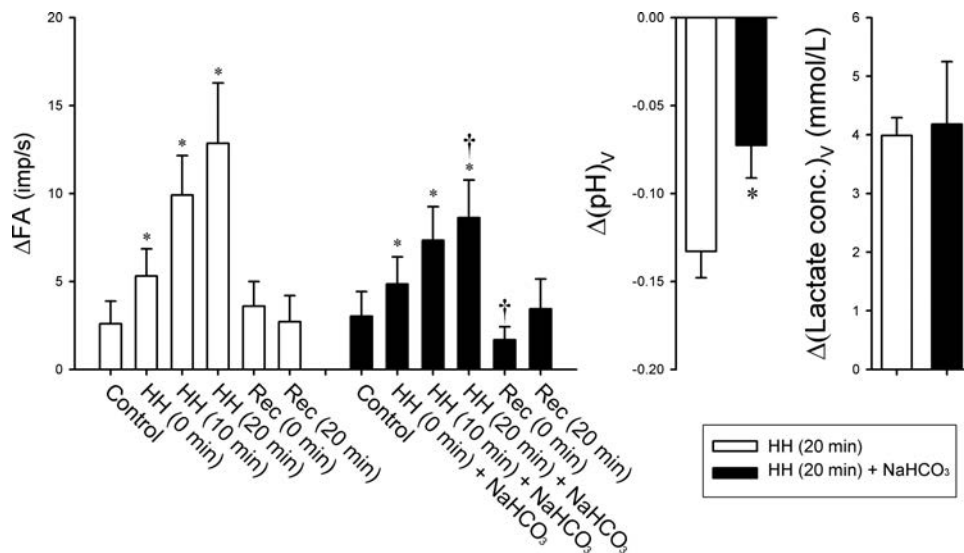 20
15
10
5
0
ΔFA (imp/s)
*
*
*
*
*
†
*
†
Control
HH (0 min)
HH (10 min)
HH (20 min)
Rec (0 min)
Rec (20 min)
Control
HH (0 min) + NaHCO₃
HH (10 min) + NaHCO₃
HH (20 min) + NaHCO₃
Rec (0 min)
Rec (20 min)
0.00
-0.05
-0.10
-0.15
-0.20
Δ(pH)V
*
6
5
4
3
2
1
0
Δ(Lactate conc.)V (mmol/L)
HH (20 min)
HH (20 min) + NaHCO₃